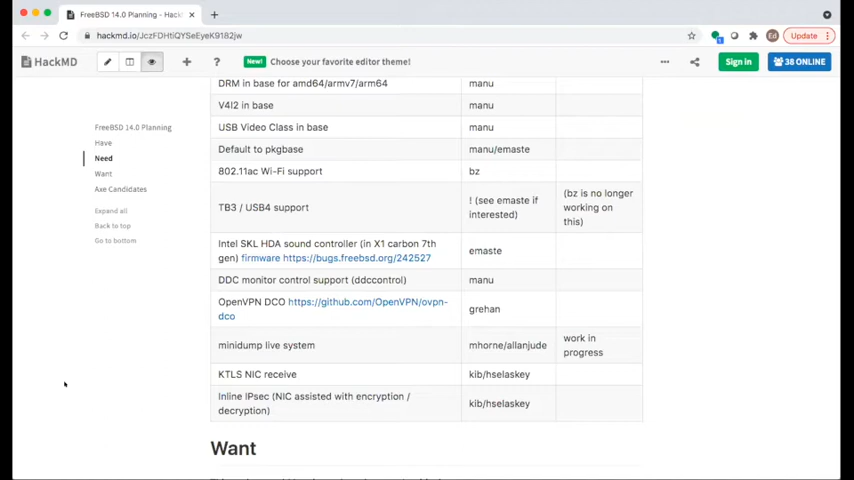 FreeBSD 14.0 Planning - Hack
hackmd.io/JczFDHtiQYSeEyeK9182jw
Ed
Update
HackMD
New! Choose your favorite editor theme!
Sign in
38 ONLINE
FreeBSD 14.0 Planning
Have
Need
Want
Axe Candidates
Expand all
Back to top
Go to bottom
DRM in base for amd64/armv7/arm64 manu
V4l2 in base manu
USB Video Class in base manu
Default to pkgbase manu/emaste
802.11ac Wi-Fi support bz
TB3 / USB4 support
! (see emaste if
interested)
(bz is no longer
working on
this)
Intel SKL HDA sound controller (in X1 carbon 7th
gen) firmware https://bugs.freebsd.org/242527
emaste
DDC monitor control support (ddccontrol) manu
OpenVPN DCO https://github.com/OpenVPN/ovpn-
dco
grehan
minidump live system mhorne/allanjude
work in
progress
KTLS NIC receive kib/hselaskey
Inline IPsec (NIC assisted with encryption /
decryption)
kib/hselaskey
Want